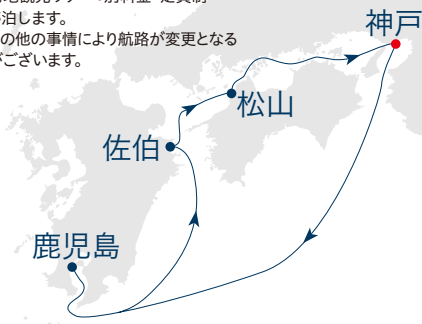 泊します。
の他の事情により航路が変更となる
がございます。
神戸
松山
佐伯
鹿児島